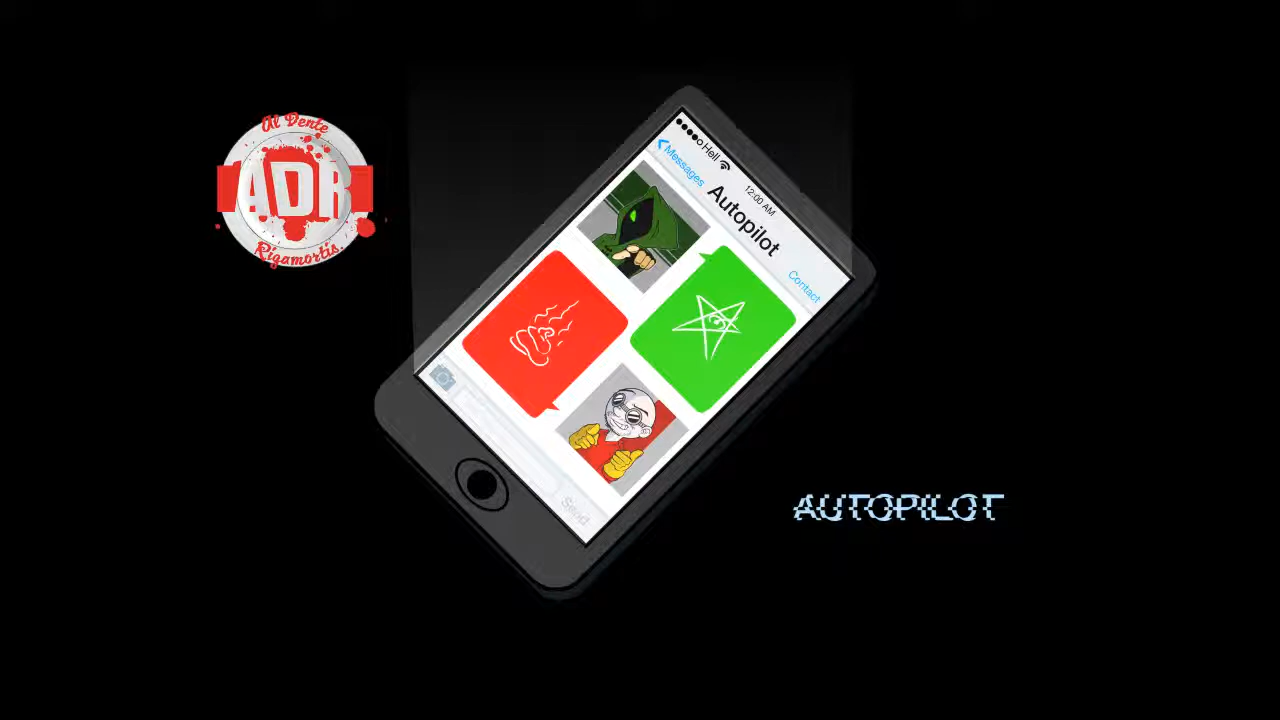 Al Dente
ADR
Rigamortis.
Hell
12:00 AM
Messages
Autopilot
Contact
Send
AUTOPILOT